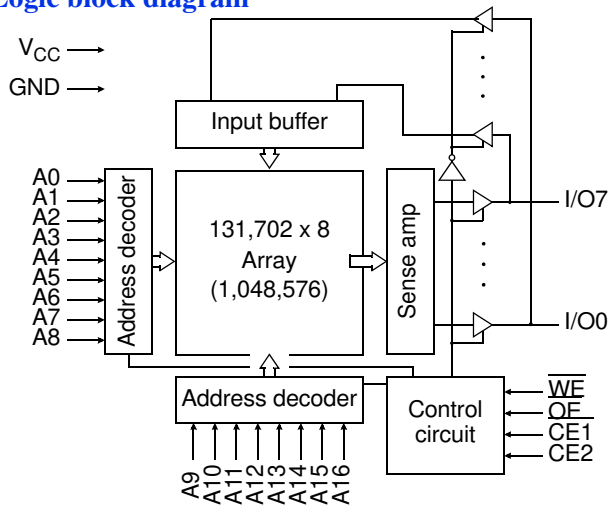 Logic block diagram
VCC
GND
Input buffer
A0
A1
A2
A3
A4
A5
A6
A7
A8
Address decoder
131,702 x 8
Array
(1,048,576)
Sense amp
I/O7
I/O0
Address decoder
Control
circuit
WE
OE
CE1
CE2
A9
A10
A11
A12
A13
A14
A15
A16